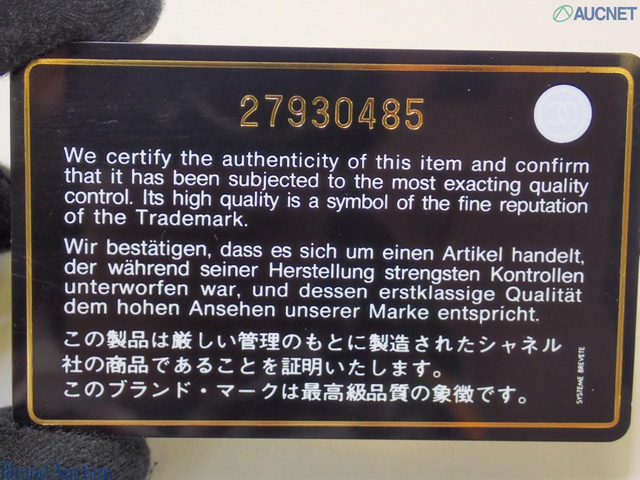 AUCNET
27930485
We certify the authenticity of this item and confirm
that it has been subjected to the most exacting quality
control. Its high quality is a symbol of the fine reputation
of the Trademark.
Wir bestätigen, dass es sich um einen Artikel handelt,
der während seiner Herstellung strengsten Kontrollen
unterworfen war, und dessen erstklassige Qualität
dem hohen Ansehen unserer Marke entspricht.
この製品は厳しい管理のもとに製造されたシャネル
社の商品であることを証明いたします。
このブランド・マークは最高級品質の象徴です。
SYSTEME BREVETE
Brand Auction